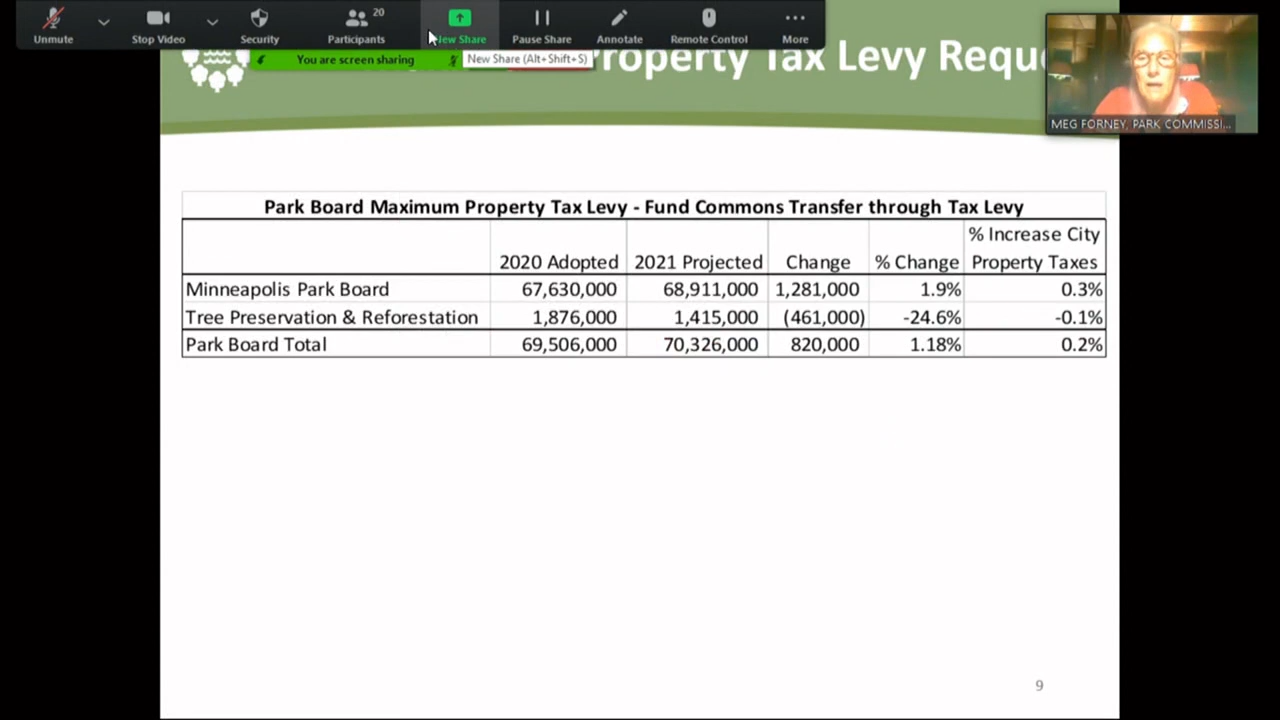 20
Unmute Stop Video Security Participants New Share Pause Share Annotate Remote Control More
You are screen sharing New Share (Alt+Shift+S)
roperty Tax Levy Reque
MEG FORNEY, PARK COMMISSI...
Park Board Maximum Property Tax Levy - Fund Commons Transfer through Tax Levy
% Increase City
2020 Adopted 2021 Projected Change % Change Property Taxes
Minneapolis Park Board 67,630,000 68,911,000 1,281,000 1.9% 0.3%
Tree Preservation & Reforestation 1,876,000 1,415,000 (461,000) -24.6% -0.1%
Park Board Total 69,506,000 70,326,000 820,000 1.18% 0.2%
9